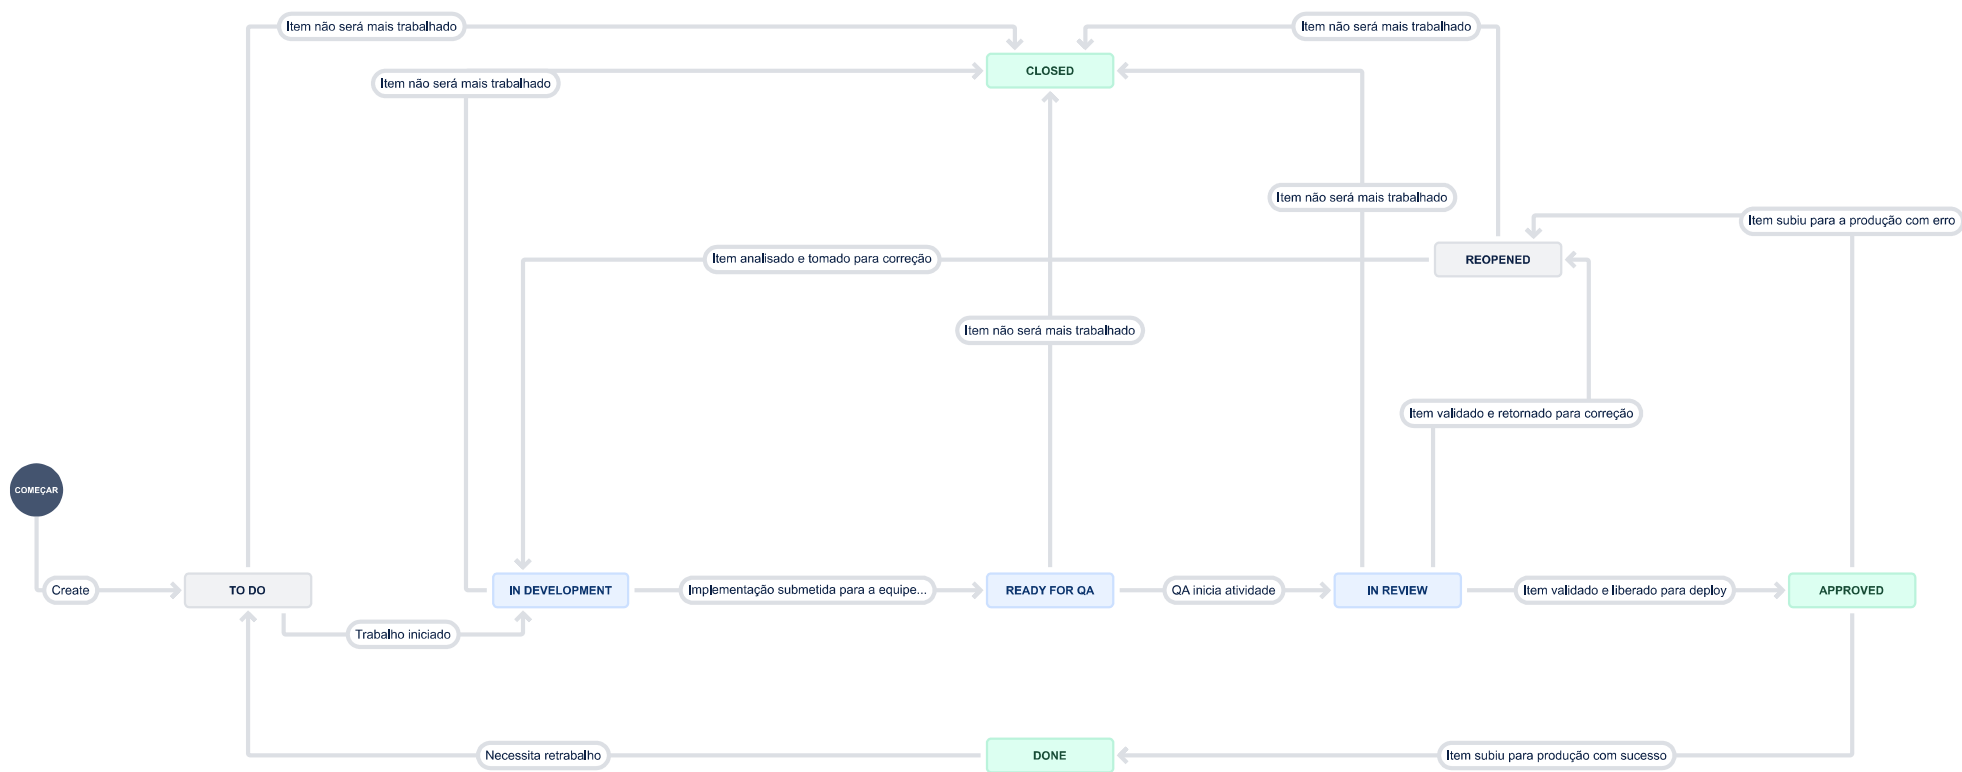 Item não será mais trabalhado
Item não será mais trabalhado
CLOSED
Item não será mais trabalhado
Item não será mais trabalhado
Item subiu para a produção com erro
Item analisado e tomado para correção
REOPENED
Item não será mais trabalhado
Item validado e retornado para correção
COMEÇAR
Create
TO DO
IN DEVELOPMENT
Implementação submetida para a equipe...
READY FOR QA
QA inicia atividade
IN REVIEW
Item validado e liberado para deploy
APPROVED
Trabalho iniciado
Necessita retrabalho
DONE
Item subiu para produção com sucesso